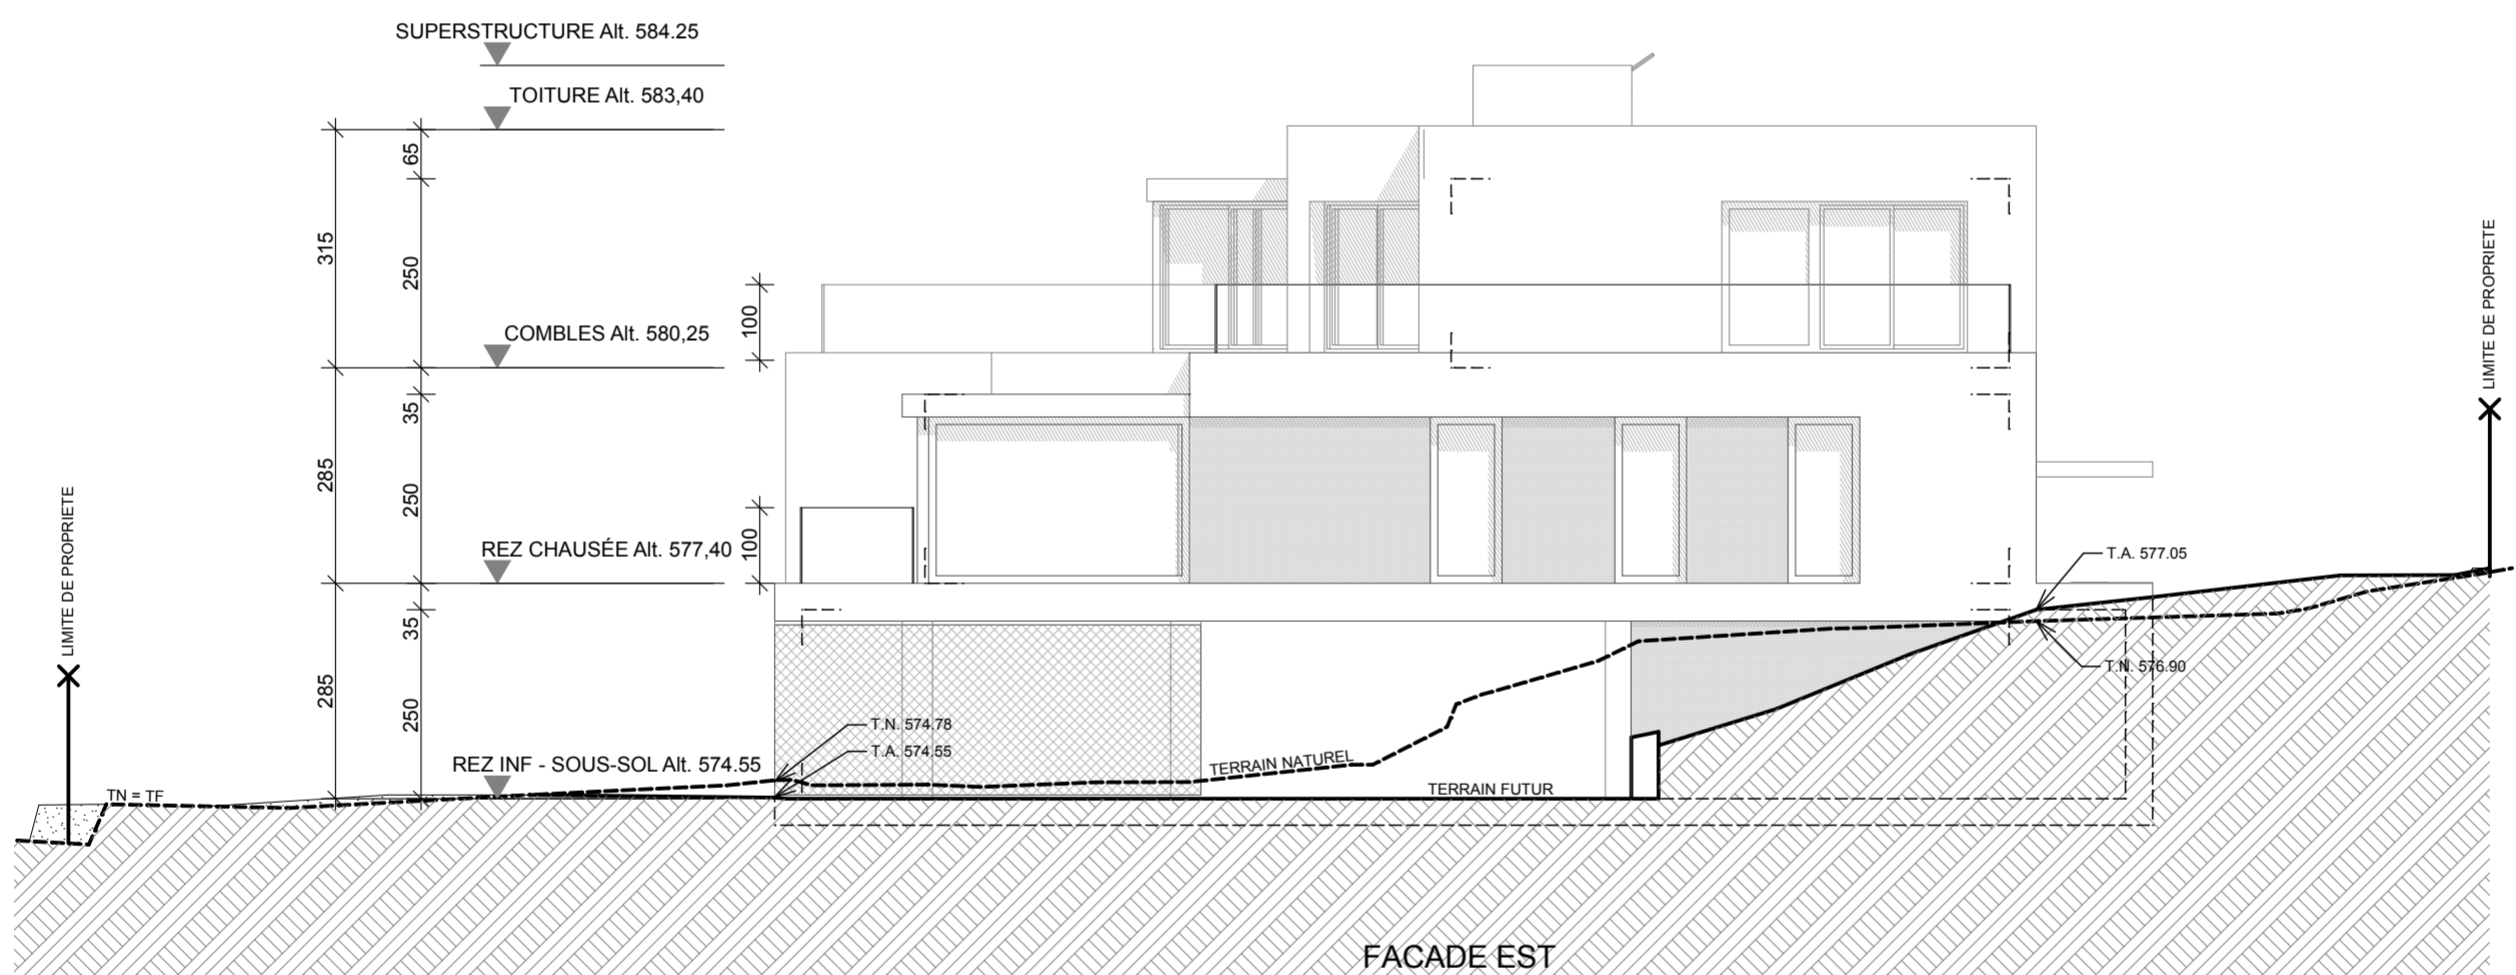 SUPERSTRUCTURE Alt. 584.25
TOITURE Alt. 583,40
65
315
250
COMBLES Alt. 580,25
100
35
285
250
REZ CHAUSÉE Alt. 577,40
100
35
285
250
REZ INF - SOUS-SOL Alt. 574.55
LIMITE DE PROPRIETE
TN = TF
T.N. 574.78
T.A. 574.55
TERRAIN NATUREL
TERRAIN FUTUR
T.A. 577.05
T.N. 576.90
LIMITE DE PROPRIETE
FACADE EST